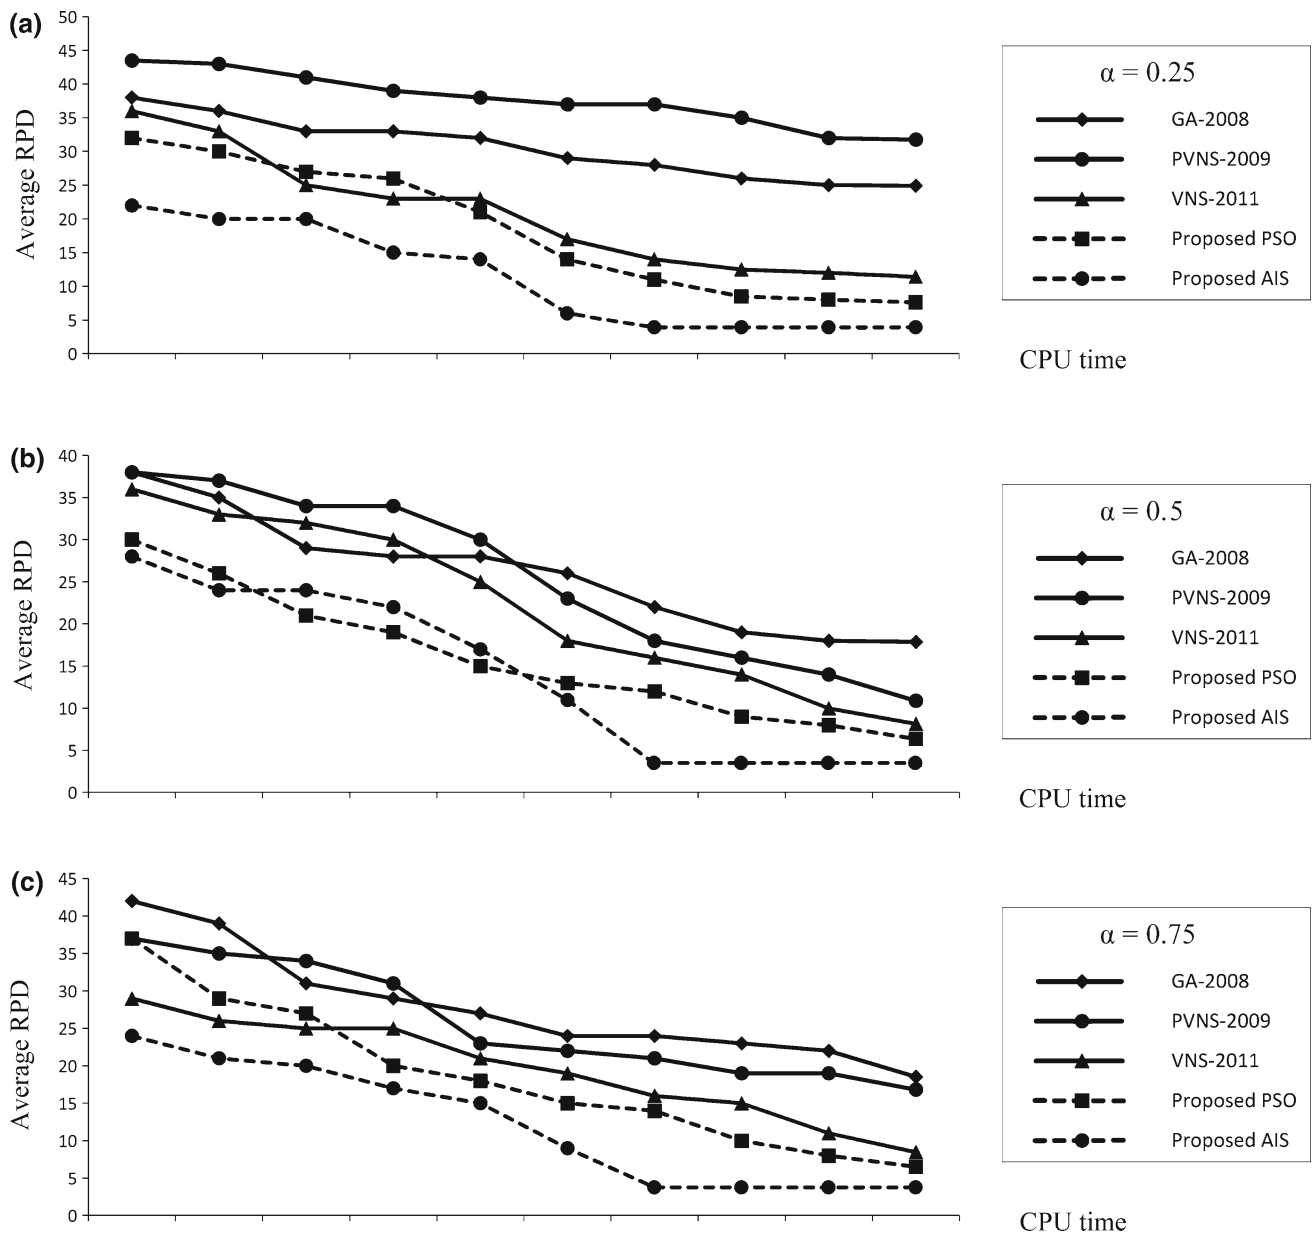 (a)
50
45
40
35
30
25
20
15
10
5
0
Average RPD
CPU time
α = 0.25
GA-2008
PVNS-2009
VNS-2011
Proposed PSO
Proposed AIS
(b)
40
35
30
25
20
15
10
5
0
Average RPD
CPU time
α = 0.5
GA-2008
PVNS-2009
VNS-2011
Proposed PSO
Proposed AIS
(c)
45
40
35
30
25
20
15
10
5
0
Average RPD
CPU time
α = 0.75
GA-2008
PVNS-2009
VNS-2011
Proposed PSO
Proposed AIS